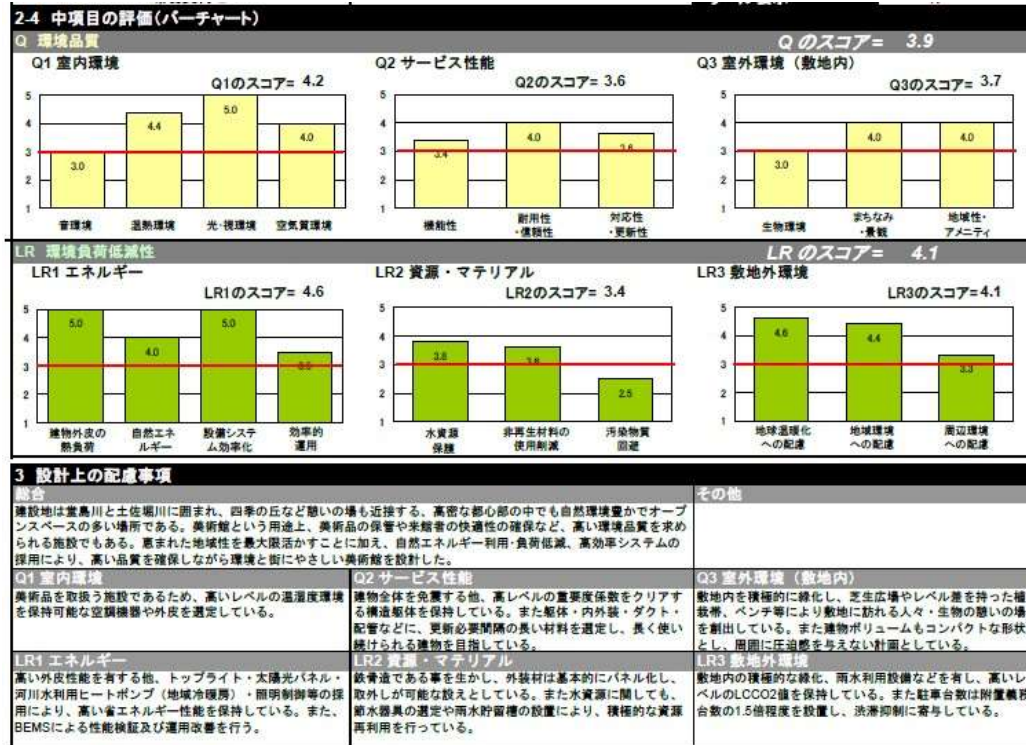 2-4 中項目の評価(バーチャート)
Q 環境品質
Q のスコア= 3.9
Q1 室内環境
Q1のスコア= 4.2
5
4
3
2
1
3.0
4.4
5.0
4.0
音環境
温熱環境
光・視環境
空気質環境
Q2 サービス性能
Q2のスコア= 3.6
5
4
3
2
1
3.4
4.0
3.6
機能性
耐用性
・信頼性
対応性
・更新性
Q3 室外環境（敷地内）
Q3のスコア= 3.7
5
4
3
2
1
3.0
4.0
4.0
生物環境
まちなみ
・景観
地域性・
アメニティ
LR 環境負荷低減性
LR のスコア= 4.1
LR1 エネルギー
LR1のスコア= 4.6
5
4
3
2
1
5.0
4.0
5.0
3.5
建物外皮の
熱負荷
自然エネ
ルギー
設備システ
ム効率化
効率的
運用
LR2 資源・マテリアル
LR2のスコア= 3.4
5
4
3
2
1
3.8
3.6
2.5
水資源
保護
非再生材料の
使用削減
汚染物質
回避
LR3 敷地外環境
LR3のスコア=4.1
5
4
3
2
1
4.6
4.4
3.3
地球温暖化
への配慮
地域環境
への配慮
周辺環境
への配慮
3 設計上の配慮事項
総合
建設地は堂島川と土佐堀川に囲まれ、四季の丘など憩いの場も近接する、高密な都心部の中でも自然環境豊かでオープ
ンスペースの多い場所である。美術館という用途上、美術品の保管や来館者の快適性の確保など、高い環境品質を求め
られる施設でもある。恵まれた地域性を最大限活かすことに加え、自然エネルギー利用・負荷低減、高効率システムの
採用により、高い品質を確保しながら環境と街にやさしい美術館を設計した。
その他
Q1 室内環境
美術品を取扱う施設であるため、高いレベルの温湿度環境
を保持可能な空調機器や外皮を選定している。
Q2 サービス性能
建物全体を免震する他、高レベルの重要度係数をクリアす
る構造躯体を保持している。また躯体・内外装・ダクト・
配管などに、更新必要間隔の長い材料を選定し、長く使い
続けられる建物を目指している。
Q3 室外環境（敷地内）
敷地内を積極的に緑化し、芝生広場やレベル差を持った植
栽帯、ベンチ等により敷地に訪れる人々・生物の憩いの場
を創出している。また建物ボリュームもコンパクトな形状
とし、周囲に圧迫感を与えない計画としている。
LR1 エネルギー
高い外皮性能を有する他、トップライト・太陽光パネル・
河川水利用ヒートポンプ（地域冷暖房）・照明制御等の採
用により、高い省エネルギー性能を保持している。また、
BEMSによる性能検証及び運用改善を行う。
LR2 資源・マテリアル
鉄骨造である事を生かし、外装材は基本的にパネル化し、
取外しが可能な設えとしている。また水資源に関しても、
節水器具の選定や雨水貯留槽の設置により、積極的な資源
再利用を行っている。
LR3 敷地外環境
敷地内の積極的な緑化、雨水利用設備などを有し、高いレ
ベルのLCCO2値を保持している。また駐車台数は附置義務
台数の1.5倍程度を設置し、渋滞抑制に寄与している。